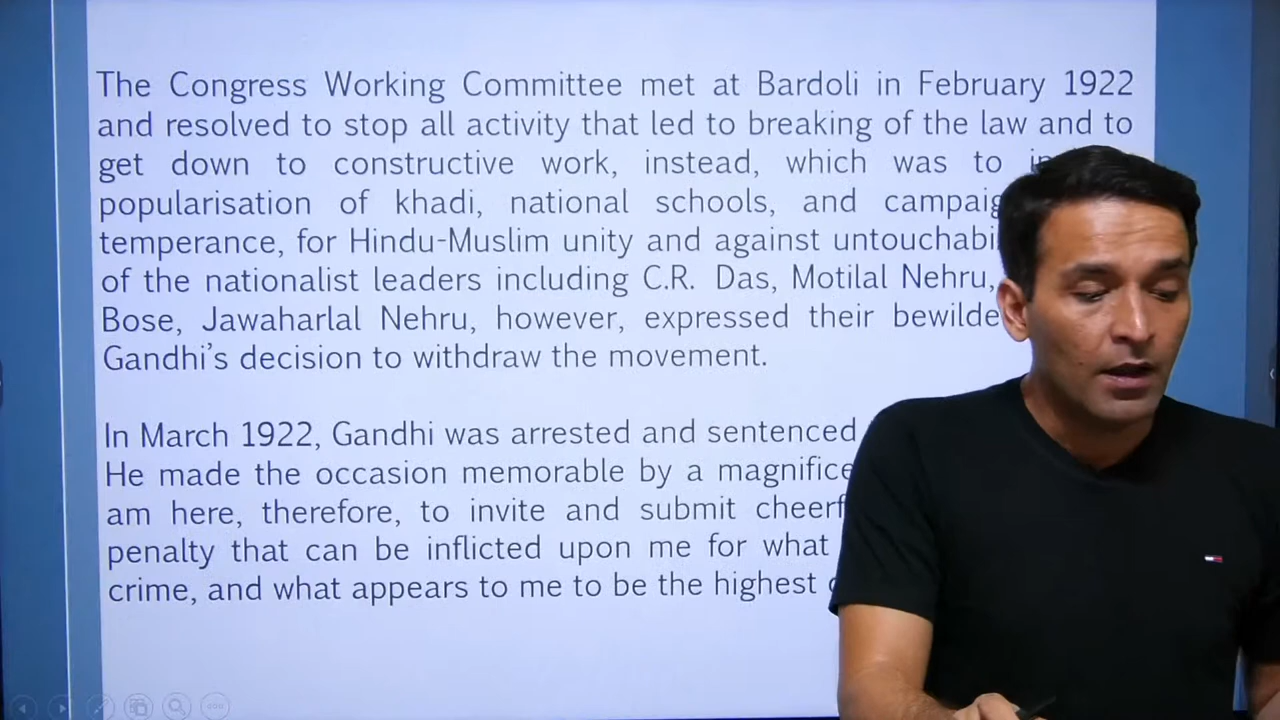 The Congress Working Committee met at Bardoli in February 1922
and resolved to stop all activity that led to breaking of the law and to
get down to constructive work, instead, which was to
popularisation of khadi, national schools, and
temperance, for Hindu-Muslim unity and against
of the nationalist leaders including C.R. Das, Motilal Nehru,
Bose, Jawaharlal Nehru, however, expressed their
Gandhi’s decision to withdraw the movement.
In March 1922, Gandhi was arrested and sentenced
He made the occasion memorable by a
am here, therefore, to invite and submit
penalty that can be inflicted upon me for what
crime, and what appears to me to be the highest